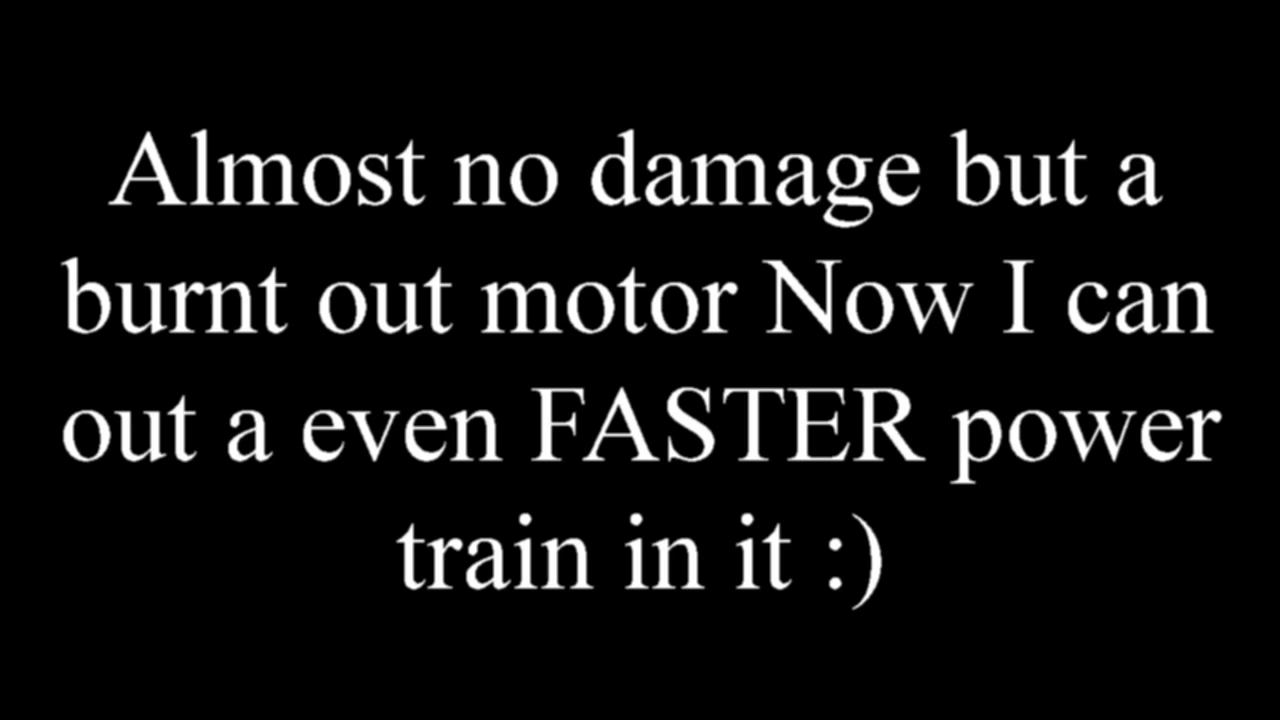 Almost no damage but a
burnt out motor Now I can
out a even FASTER power
train in it :)